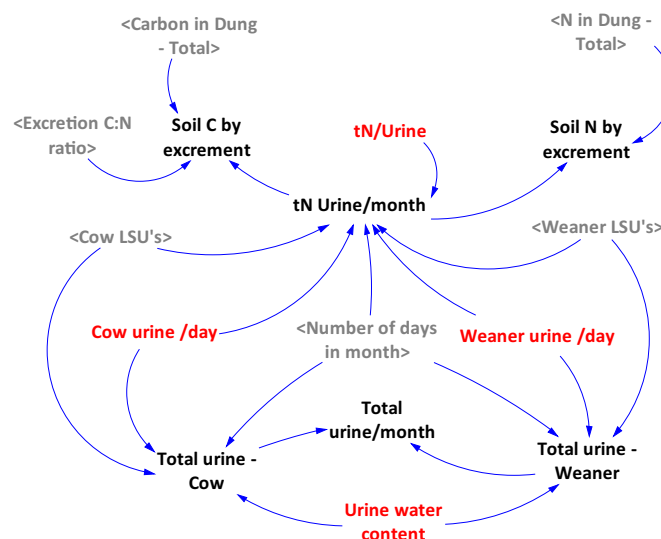 <Carbon in Dung
- Total>
<N in Dung -
Total>
<Excretion C:N
ratio>
Soil C by
excrement
tN/Urine
Soil N by
excrement
tN Urine/month
<Cow LSU's>
<Weaner LSU's>
Cow urine /day
<Number of days
in month>
Weaner urine /day
Total
urine/month
Total urine -
Cow
Total urine -
Weaner
Urine water
content